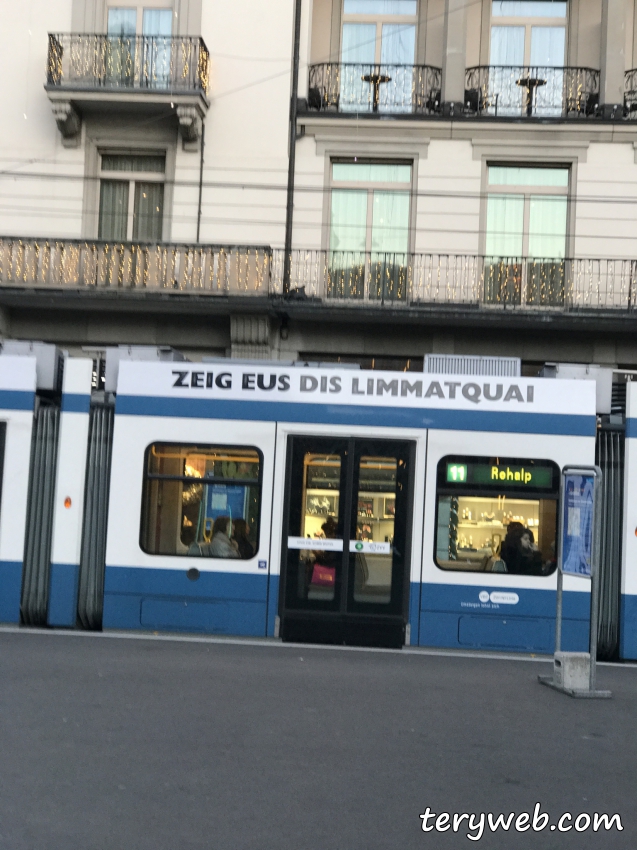 ZEIG EUS DIS LIMMATQUAI
11 Rehalp
teryweb.com